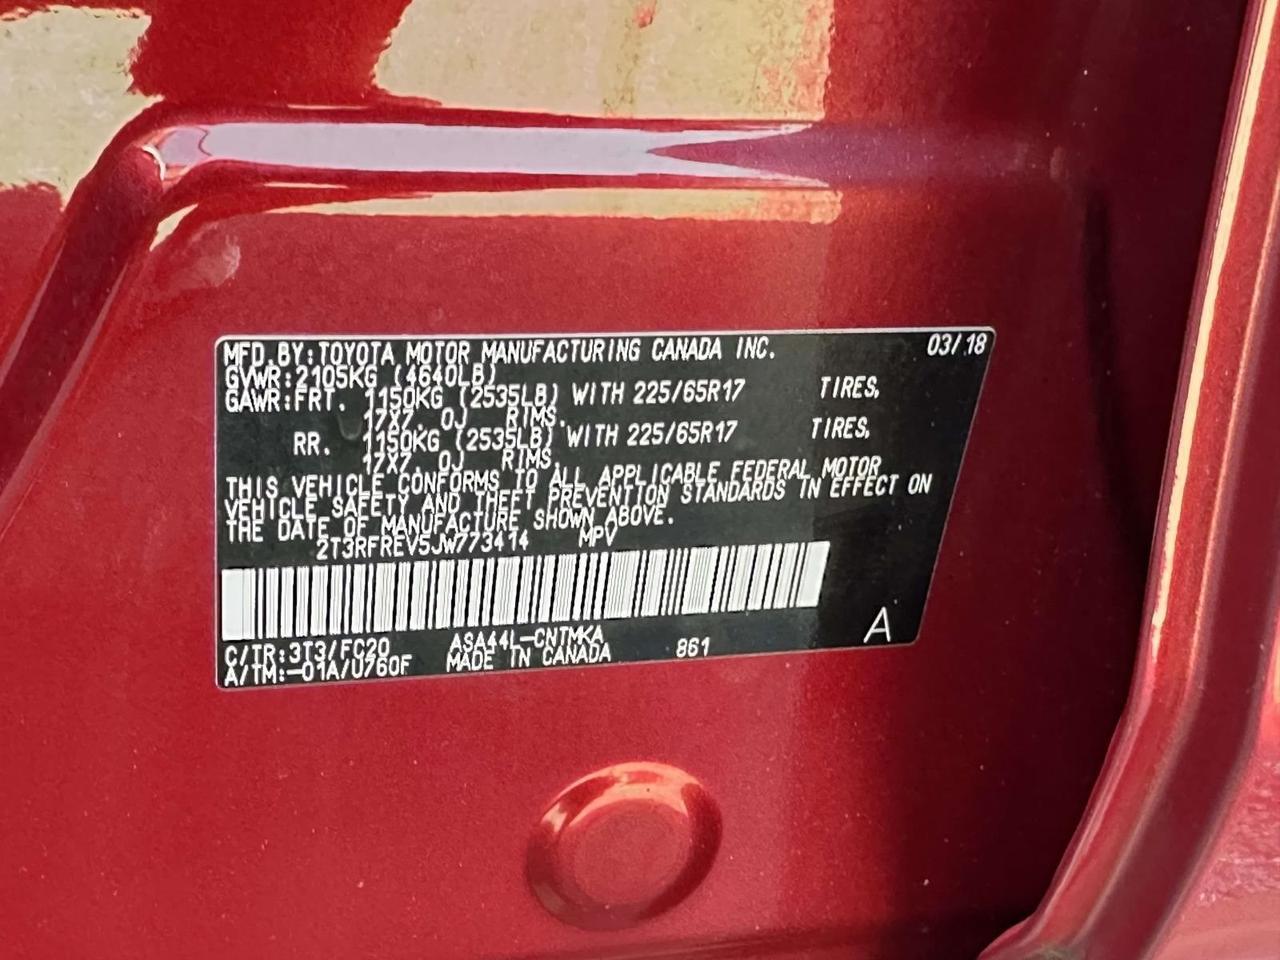 MFD. BY: TOYOTA MOTOR MANUFACTURING CANADA INC. 03/18
GVWR: 2105KG (4640LB)
GAWR: FRT. 1150KG (2535LB) WITH 225/65R17 TIRES,
17X7. 0J RIMS.
RR. 1150KG (2535LB) WITH 225/65R17 TIRES,
17X7. 0J RIMS.
THIS VEHICLE CONFORMS TO ALL APPLICABLE FEDERAL MOTOR
VEHICLE SAFETY AND THEFT PREVENTION STANDARDS IN EFFECT ON
THE DATE OF MANUFACTURE SHOWN ABOVE.
2T3RFREV5JW773414 MPV
C/TR: 3T3/FC20 ASA44L-CNTMKA 861 A
A/TM: -01A/U760F MADE IN CANADA